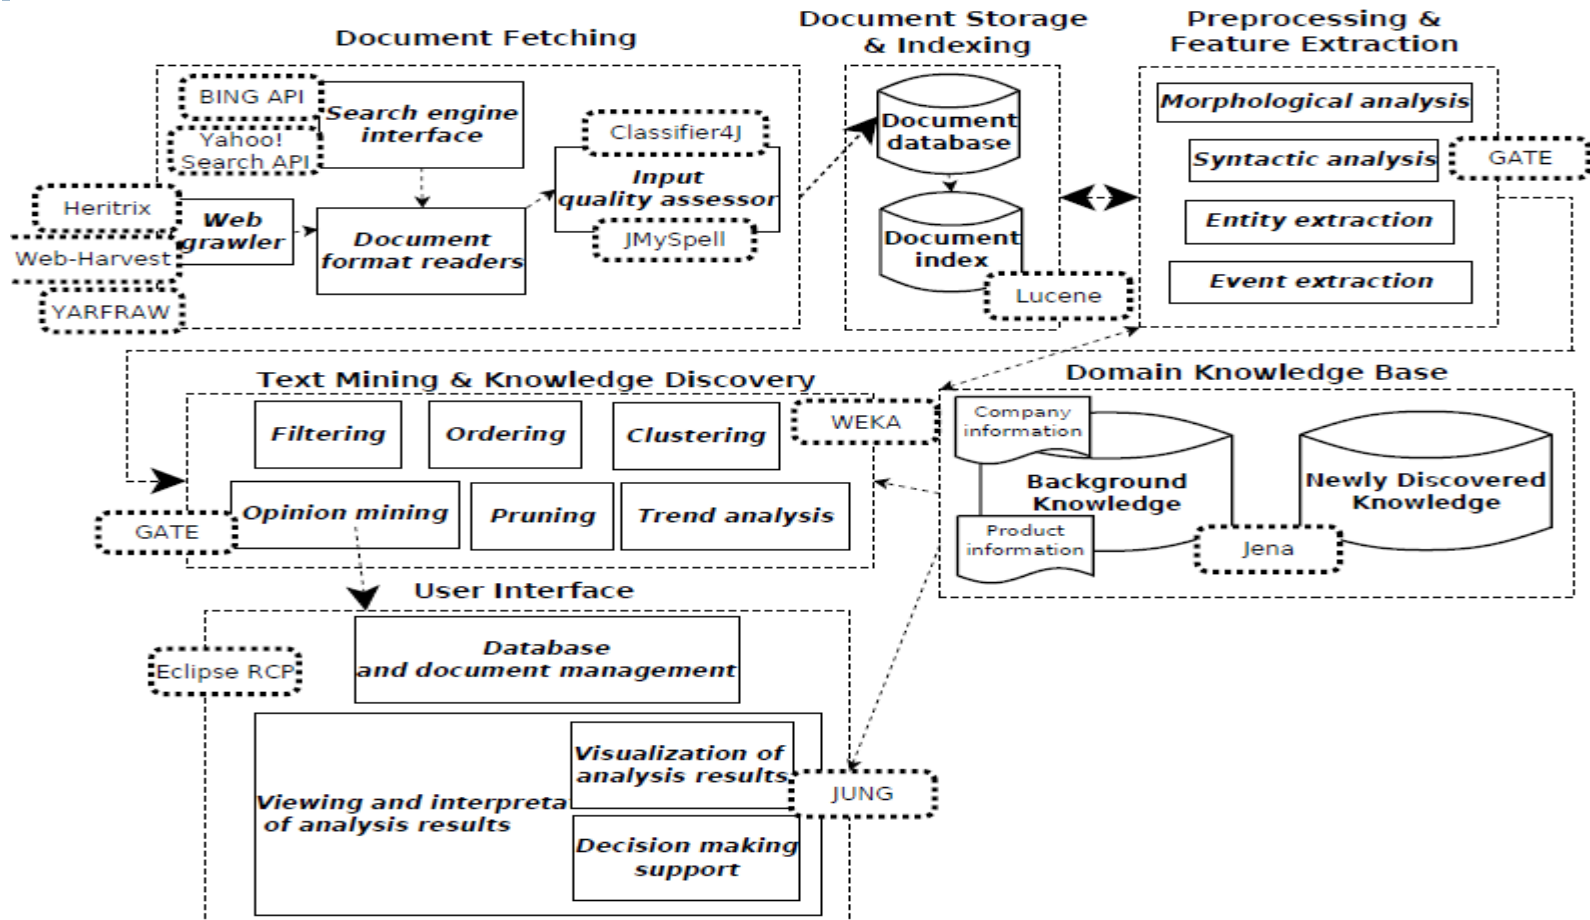 Document Fetching
BING API
Yahoo!
Search API
Search engine
interface
Heritrix
Web-Harvest
YARFRAW
Web
grawler
Document
format readers
Classifier4J
Input
quality assessor
JMySpell
Document Storage
& Indexing
Document
database
Document
index
Lucene
Preprocessing &
Feature Extraction
Morphological analysis
Syntactic analysis
GATE
Entity extraction
Event extraction
Text Mining & Knowledge Discovery
Filtering
Ordering
Clustering
WEKA
Opinion mining
Pruning
Trend analysis
GATE
Domain Knowledge Base
Company
information
Background
Knowledge
Product
information
Newly Discovered
Knowledge
Jena
User Interface
Eclipse RCP
Database
and document management
Viewing and interpreta
of analysis results
Visualization of
analysis results
JUNG
Decision making
support